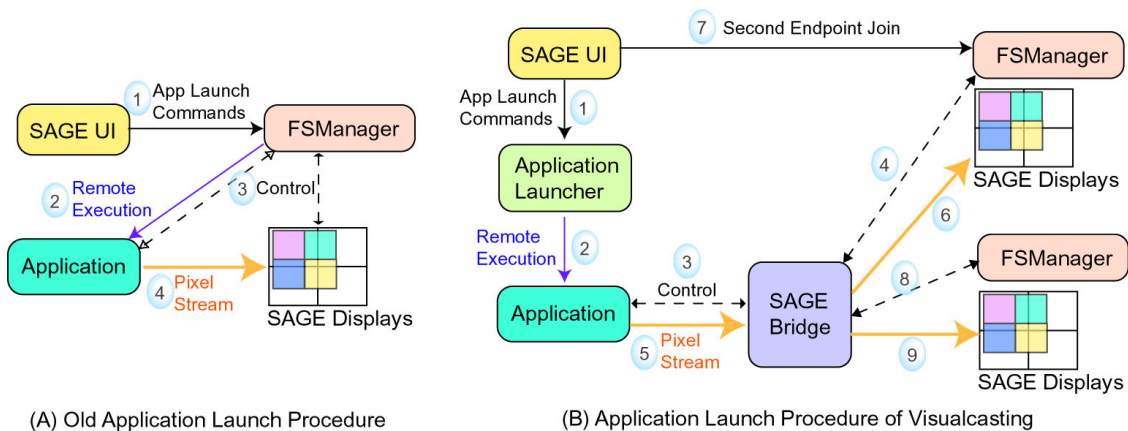 SAGE UI
1
App Launch
Commands
FSManager
2
Remote
Execution
3
Control
Application
4
Pixel
Stream
SAGE Displays
(A) Old Application Launch Procedure
SAGE UI
7
Second Endpoint Join
FSManager
App Launch
Commands
1
Application
Launcher
4
SAGE Displays
6
Remote
Execution
2
3
Control
Application
SAGE
Bridge
5
Pixel
Stream
8
FSManager
9
SAGE Displays
(B) Application Launch Procedure of Visualcasting